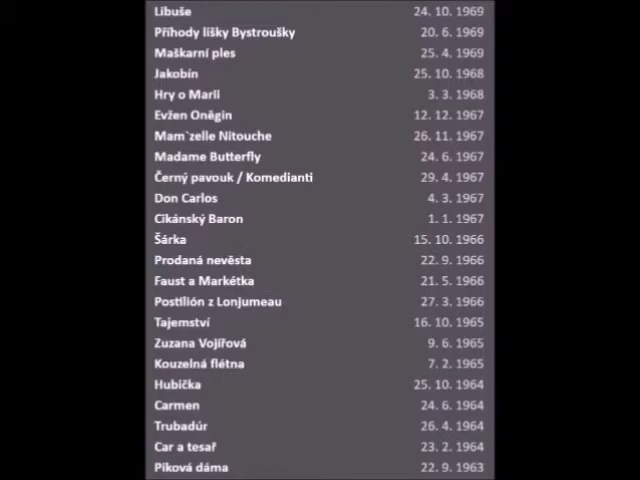 Libuše 24. 10. 1969
Příhody lišky Bystroušky 20. 6. 1969
Maškarní ples 25. 4. 1969
Jakobín 25. 10. 1968
Hry o Marii 3. 3. 1968
Evžen Oněgin 12. 12. 1967
Mam`zelle Nitouche 26. 11. 1967
Madame Butterfly 24. 6. 1967
Černý pavouk / Komedianti 29. 4. 1967
Don Carlos 4. 3. 1967
Cikánský Baron 1. 1. 1967
Šárka 15. 10. 1966
Prodaná nevěsta 22. 9. 1966
Faust a Markétka 21. 5. 1966
Postilión z Lonjumeau 27. 3. 1966
Tajemství 16. 10. 1965
Zuzana Vojířová 9. 6. 1965
Kouzelná flétna 7. 2. 1965
Hubička 25. 10. 1964
Carmen 24. 6. 1964
Trubadúr 26. 4. 1964
Car a tesař 23. 2. 1964
Piková dáma 22. 9. 1963